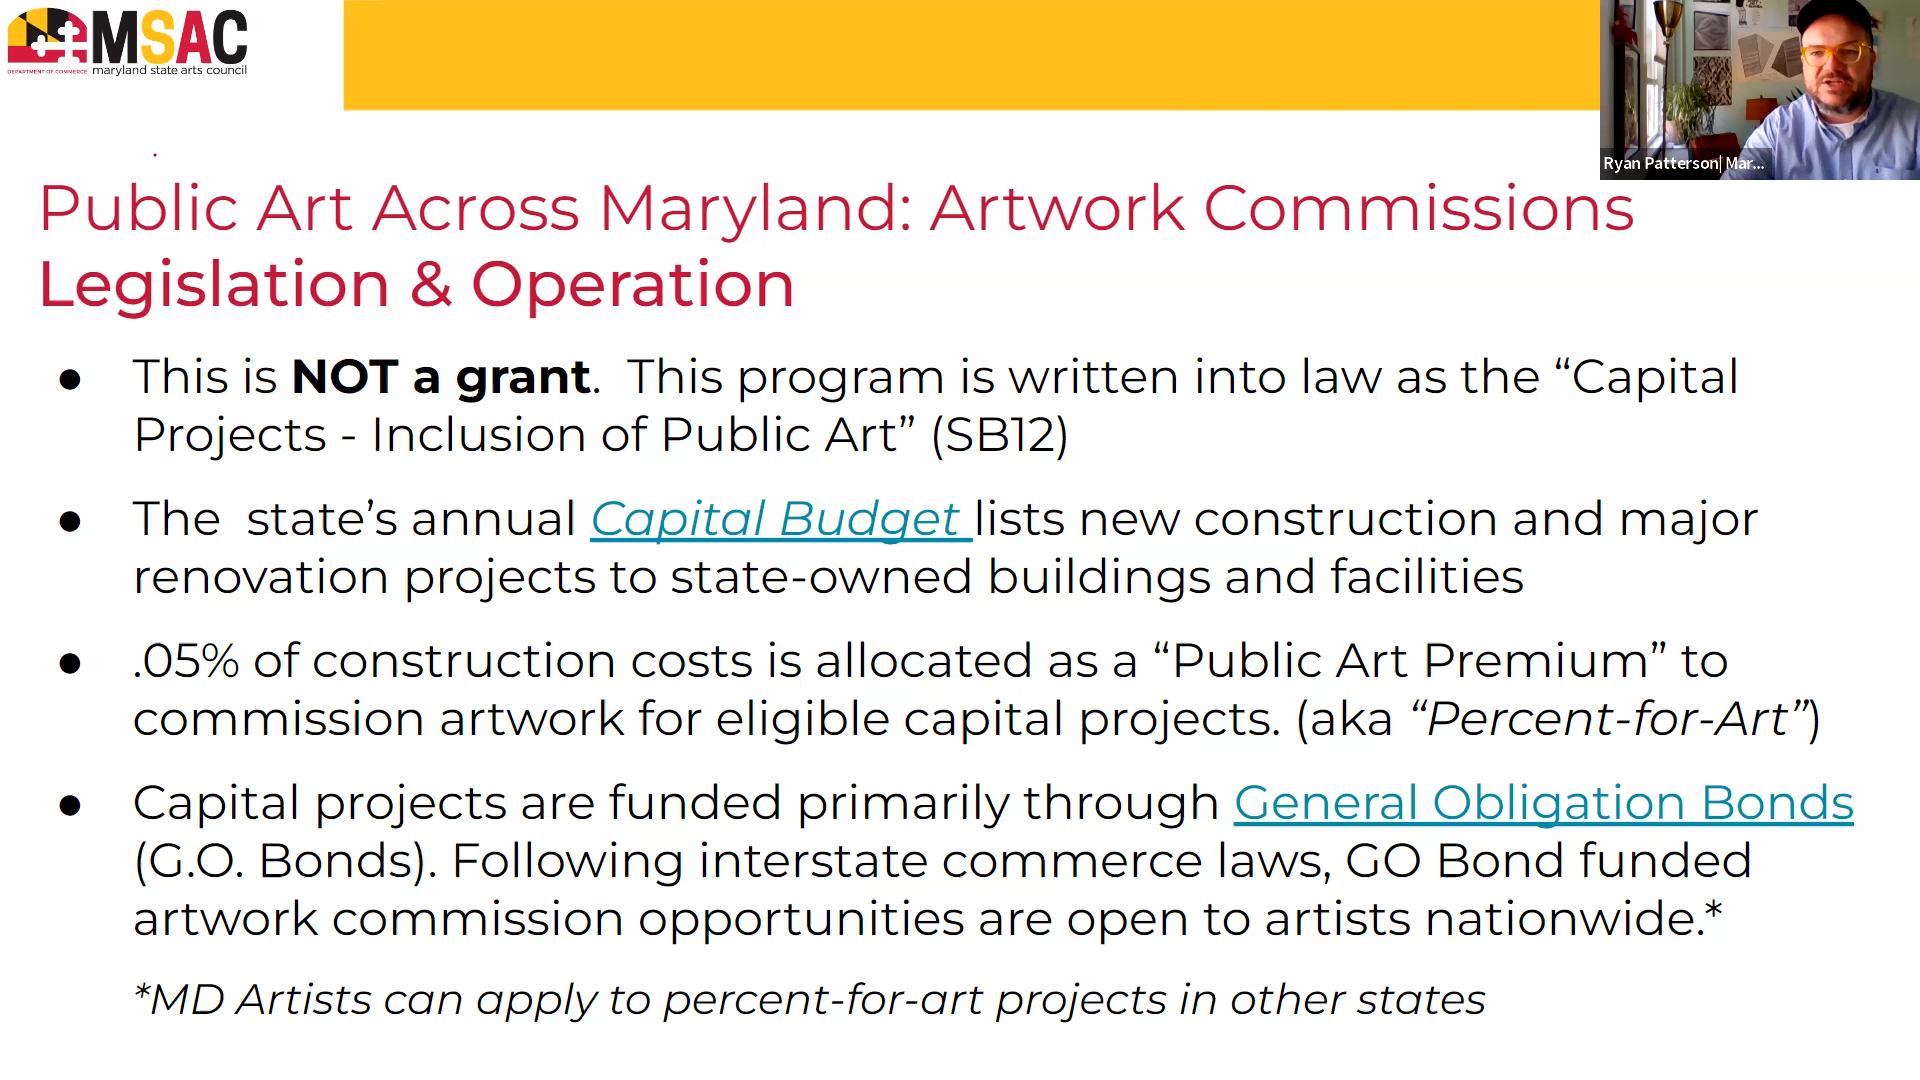 MSAC
DEPARTMENT OF COMMERCE
maryland state arts council
Ryan Patterson| Mar...
Public Art Across Maryland: Artwork Commissions
Legislation & Operation
● This is NOT a grant.  This program is written into law as the “Capital
Projects - Inclusion of Public Art” (SB12)
● The  state’s annual Capital Budget lists new construction and major
renovation projects to state-owned buildings and facilities
● .05% of construction costs is allocated as a “Public Art Premium” to
commission artwork for eligible capital projects. (aka “Percent-for-Art”)
● Capital projects are funded primarily through General Obligation Bonds
(G.O. Bonds). Following interstate commerce laws, GO Bond funded
artwork commission opportunities are open to artists nationwide.*
*MD Artists can apply to percent-for-art projects in other states